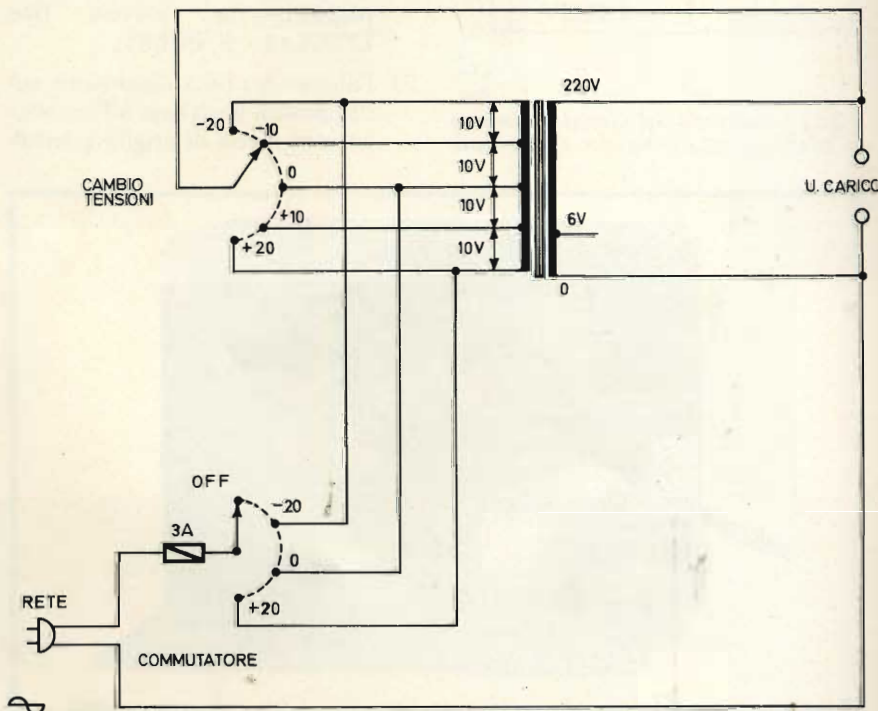 220V
-20
-10
10V
10V
CAMBIO
TENSIONI
0
U. CARICO
10V
+10
6V
+20
10V
0
OFF
-20
3A
0
RETE
+20
COMMUTATORE